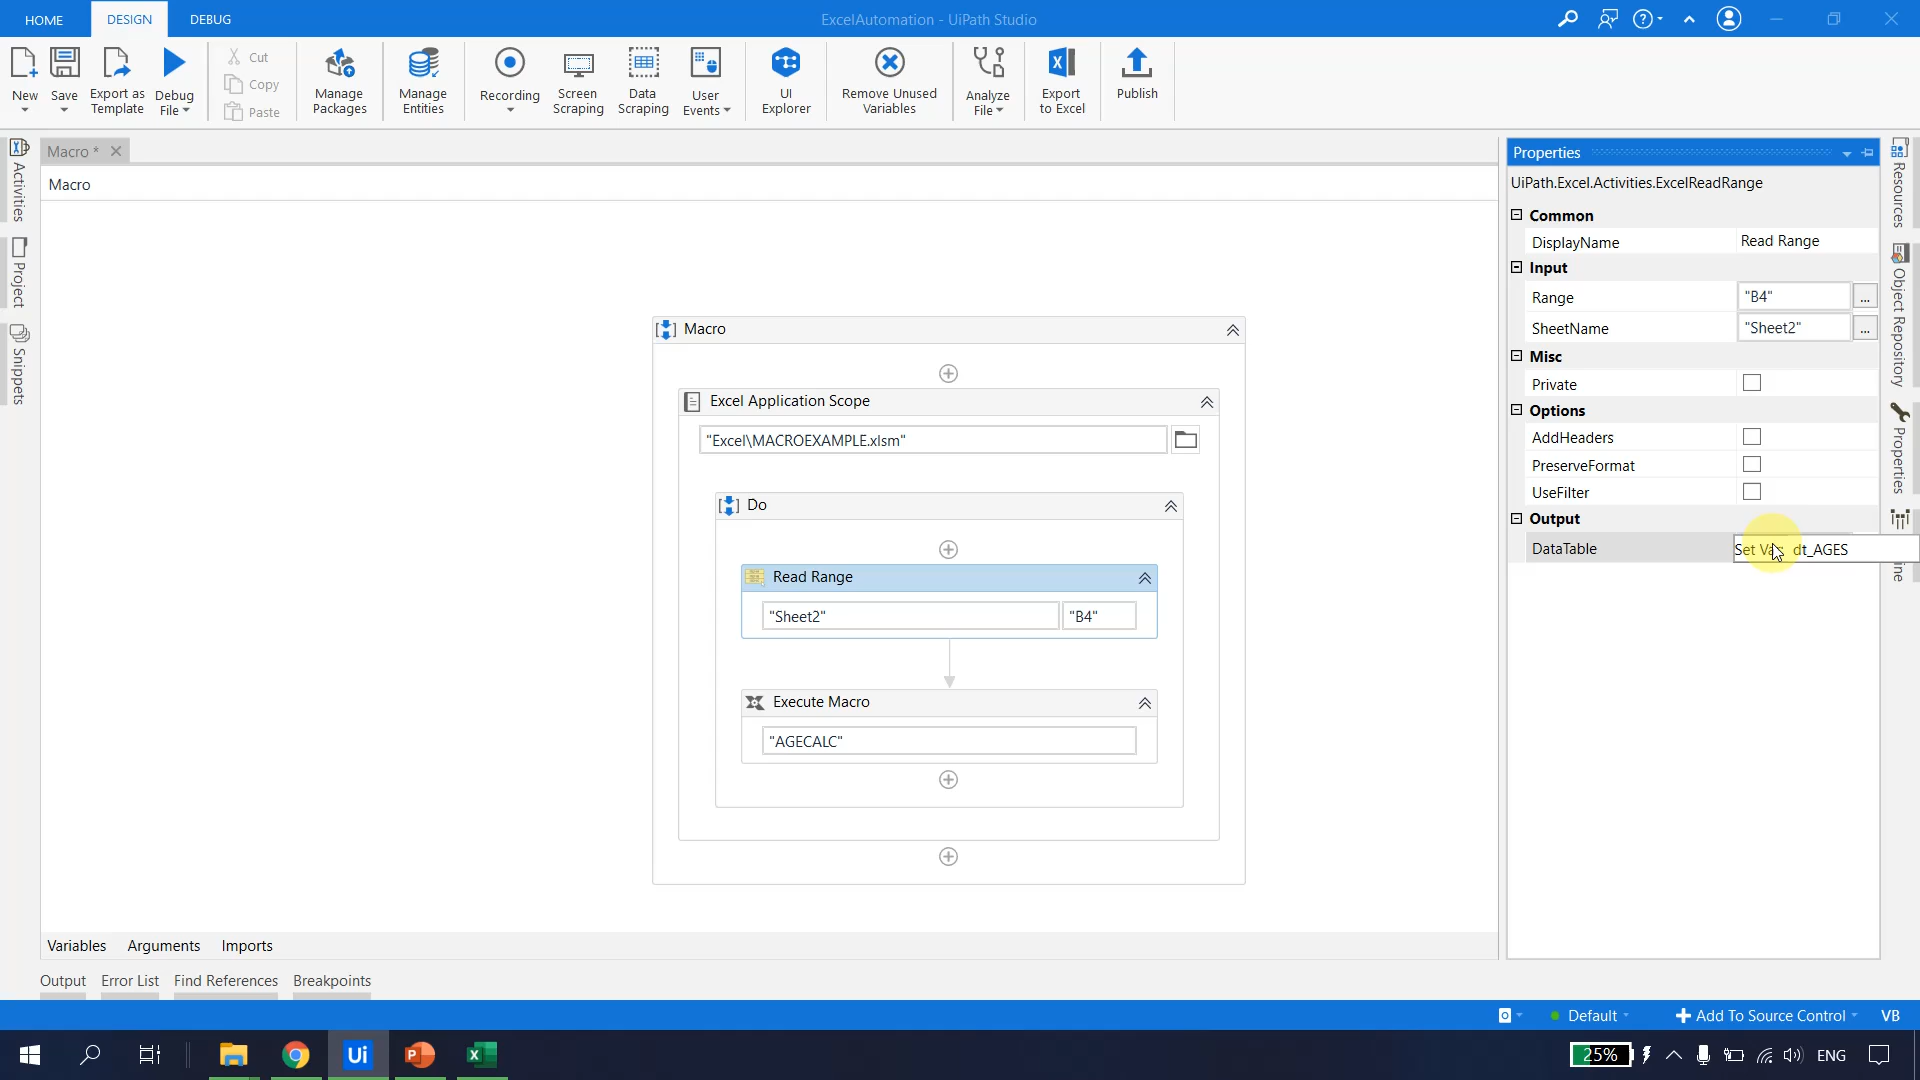 HOME DESIGN DEBUG ExcelAutomation - UiPath Studio
New Save Export as Template Debug File Cut Copy Paste Manage Packages Manage Entities Recording Screen Scraping Data Scraping User Events UI Explorer Remove Unused Variables Analyze File Export to Excel Publish
Activities
Project
Snippets
Macro *
Macro
Macro
Excel Application Scope
"Excel\MACROEXAMPLE.xlsm"
Do
Read Range
"Sheet2" "B4"
Execute Macro
"AGECALC"
Properties
UiPath.Excel.Activities.ExcelReadRange
Common
DisplayName Read Range
Input
Range "B4" ...
SheetName "Sheet2" ...
Misc
Private
Options
AddHeaders
PreserveFormat
UseFilter
Output
DataTable Set dt_AGES
Resources
Object Repository
Properties
Variables Arguments Imports
Output Error List Find References Breakpoints
Default Add To Source Control VB
Ui 25% ENG